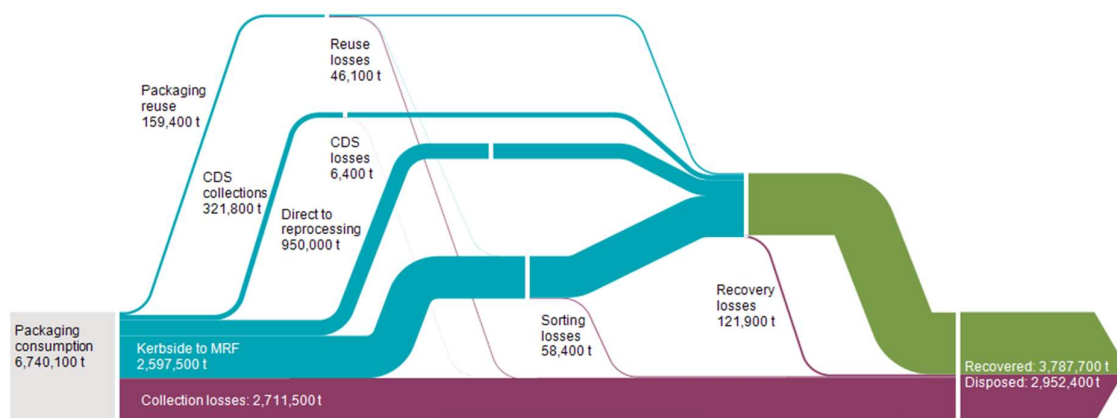 Reuse
losses
46,100 t
Packaging
reuse
159,400 t
CDS
losses
6,400 t
CDS
collections
321,800 t
Direct to
reprocessing
950,000 t
Recovery
losses
121,900 t
Sorting
losses
58,400 t
Packaging
consumption
6,740,100 t
Kerbside to MRF
2,597,500 t
Collection losses: 2,711,500 t
Recovered: 3,787,700 t
Disposed: 2,952,400 t